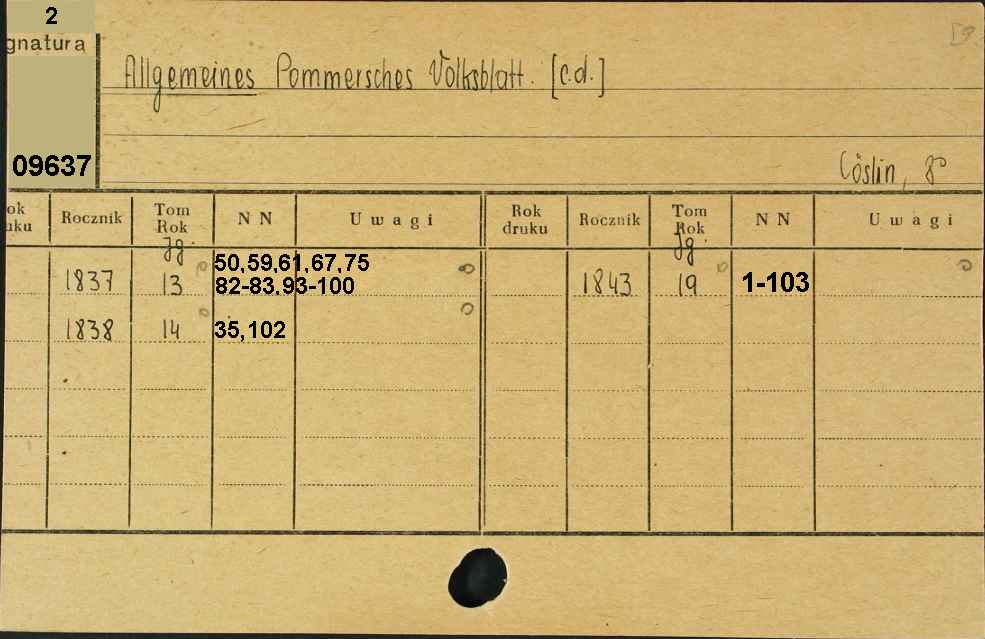 2
gnatura
Allgemeines Pommersches Volksblatt. [c.d.]
09637
Cöslin, 8°
ok uku Rocznik Tom Rok N N U w a g i Rok druku Rocznik Tom Rok N N U w a g i
Jg. Jg.
50,59,61,67,75
1837 13 82-83,93-100 1843 19 1-103
1838 14 35,102